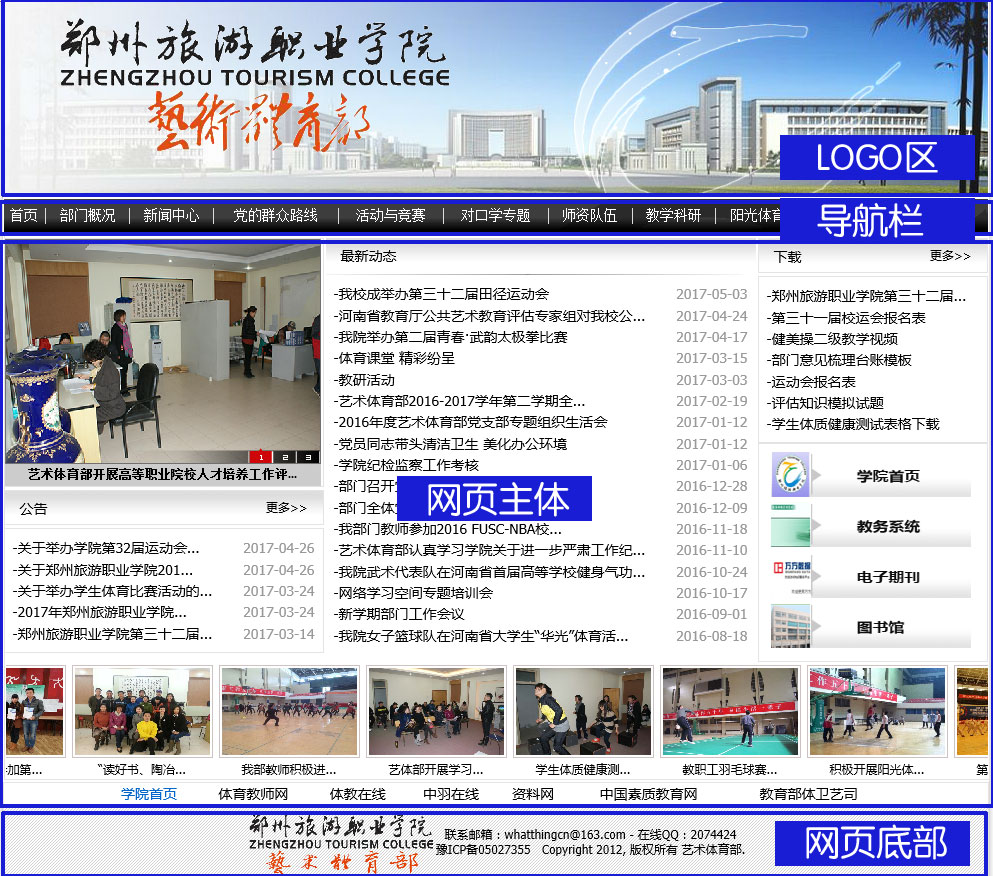 郑州旅游职业学院
ZHENGZHOU TOURISM COLLEGE
藝術體育部
LOGO区
首页 部门概况 新闻中心 党的群众路线 活动与竞赛 对口学专题 师资队伍 教学科研 阳光体育
导航栏
1 2 3
艺术体育部开展高等职业院校人才培养工作评...
公告 更多>>
-关于举办学院第32届运动会... 2017-04-26
-关于郑州旅游职业学院201... 2017-04-26
-关于举办学生体育比赛活动的... 2017-03-24
-2017年郑州旅游职业学院... 2017-03-24
-郑州旅游职业学院第三十二届... 2017-03-14
最新动态
-我校成举办第三十二届田径运动会 2017-05-03
-河南省教育厅公共艺术教育评估专家组对我校公... 2017-04-24
-我院举办第二届青春·武韵太极拳比赛 2017-04-17
-体育课堂 精彩纷呈 2017-03-15
-教研活动 2017-03-03
-艺术体育部2016-2017学年第二学期全... 2017-02-19
-2016年度艺术体育部党支部专题组织生活会 2017-01-12
-党员同志带头清洁卫生 美化办公环境 2017-01-12
-学院纪检监察工作考核 2017-01-06
-部门召开 2016-12-28
-部门全体 2016-12-09
网页主体
-我部门教师参加2016 FUSC-NBA校... 2016-11-18
-艺术体育部认真学习学院关于进一步严肃工作纪... 2016-11-10
-我院武术代表队在河南省首届高等学校健身气功... 2016-10-24
-网络学习空间专题培训会 2016-10-17
-新学期部门工作会议 2016-09-01
-我院女子篮球队在河南省大学生“华光”体育活... 2016-08-18
下载 更多>>
-郑州旅游职业学院第三十二届...
-第三十一届校运会报名表
-健美操二级教学视频
-部门意见梳理台账模板
-运动会报名表
-评估知识模拟试题
-学生体质健康测试表格下载
学院首页
教务系统
万方数据
电子期刊
图书馆
加第... “读好书、陶冶... 我部教师积极进... 艺体部开展学习... 学生体质健康测... 教职工羽毛球赛... 积极开展阳光体... 第
学院首页 体育教师网 体教在线 中羽在线 资料网 中国素质教育网 教育部体卫艺司
郑州旅游职业学院
ZHENGZHOU TOURISM COLLEGE
藝术體育部
联系邮箱：whatthingcn@163.com - 在线QQ：2074424
豫ICP备05027355 Copyright 2012, 版权所有 艺术体育部.
网页底部